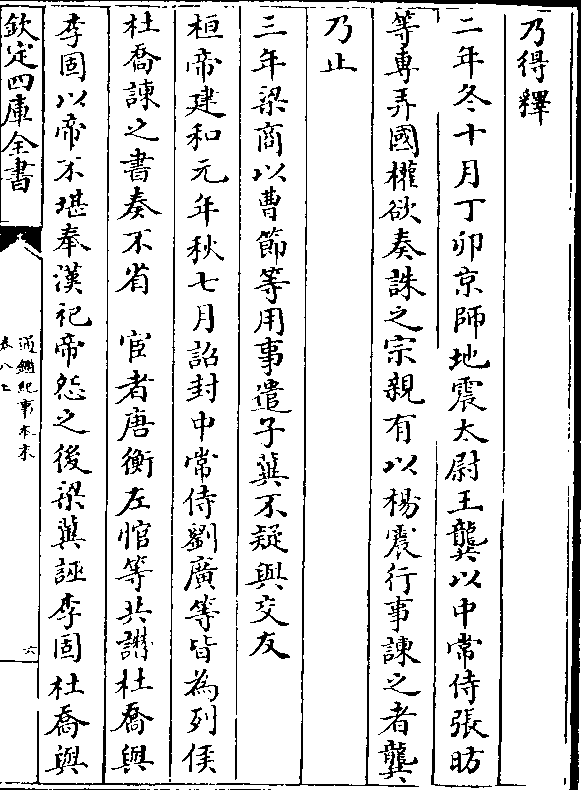 乃得釋
二年冬十月丁卯京師地震太尉王龔以中常侍張昉
等専弄國權欲奏誅之宗親有以楊震行事諫之者龔
乃止
三年梁商以曹節等用事遣子冀不疑與交友
桓帝建和元年秋七月詔封中常侍劉廣等皆為列侯
杜喬諫之書奏不省　宦者唐衡左悺等共譖杜喬與
李固以帝不堪奉漢祀帝怨之後梁冀誣李固杜喬與
欽定四庫全書
通鑑紀事本末
卷八上
六